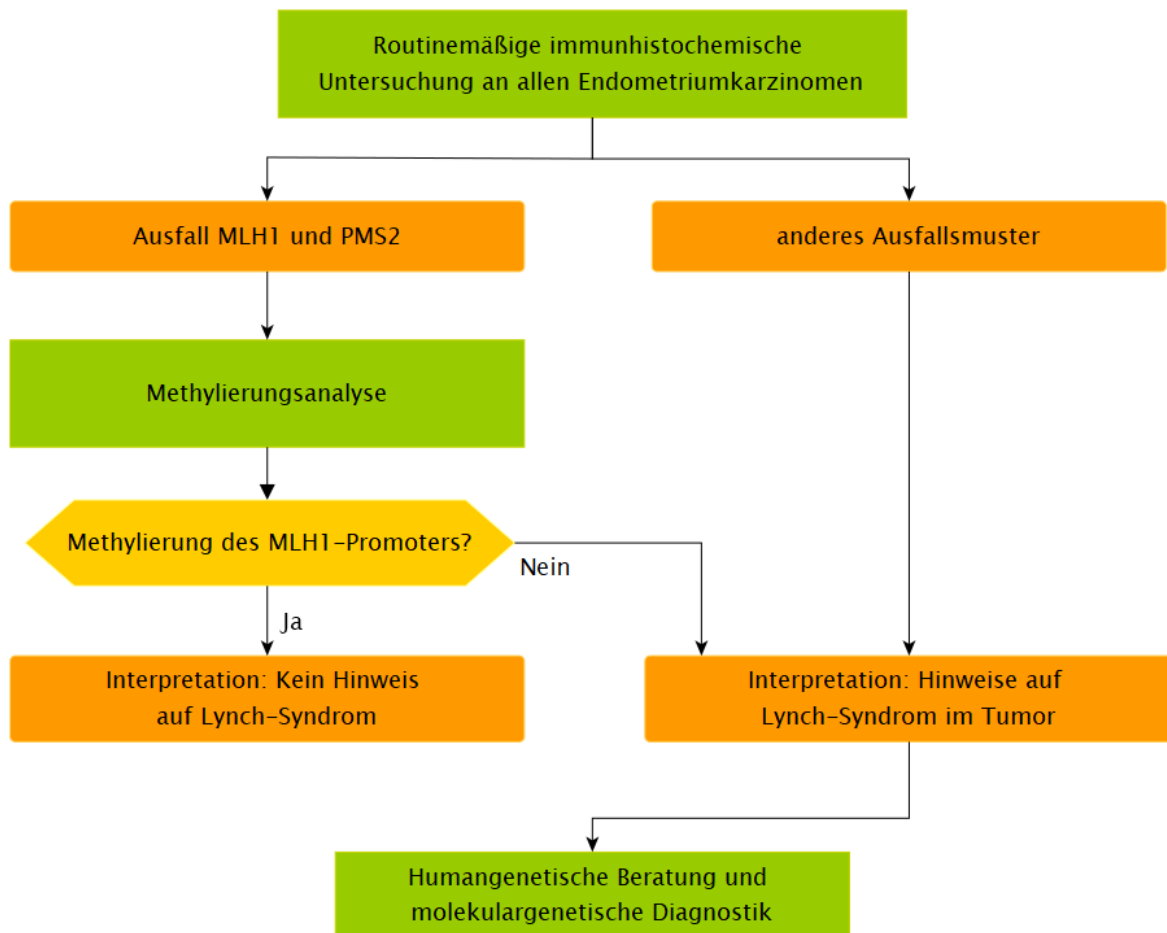 Routinemäßige immunhistochemische
Untersuchung an allen Endometriumkarzinomen
Ausfall MLH1 und PMS2
anderes Ausfallsmuster
Methylierungsanalyse
Methylierung des MLH1-Promoters?
Nein
Ja
Interpretation: Kein Hinweis
auf Lynch-Syndrom
Interpretation: Hinweise auf
Lynch-Syndrom im Tumor
Humangenetische Beratung und
molekulargenetische Diagnostik